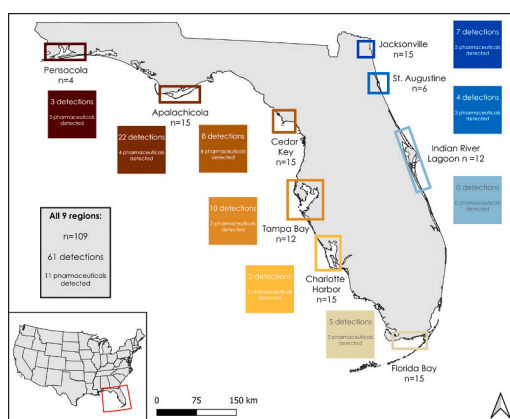 Jacksonville
n=15
7 detections
5 pharmaceuticals
detected
Pensacola
n=4
St. Augustine
n=6
3 detections
3 pharmaceuticals
detected
Apalachicola
n=15
4 detections
3 pharmaceuticals
detected
22 detections
4 pharmaceuticals
detected
8 detections
4 pharmaceuticals
detected
Cedar
Key
n=15
Indian River
Lagoon n =12
0 detections
0 pharmaceuticals
detected
10 detections
2 pharmaceuticals
detected
Tampa Bay
n=12
All 9 regions:
n=109
61 detections
11 pharmaceuticals
detected
2 detections
pharmaceuticals
detected
Charlotte
Harbor
n=15
5 detections
3 pharmaceuticals
detected
Florida Bay
n=15
0 75 150 km